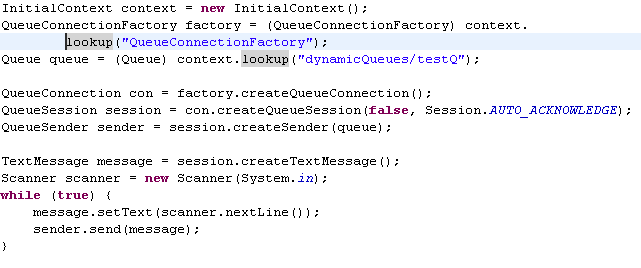 InitialContext context = new InitialContext();
QueueConnectionFactory factory = (QueueConnectionFactory) context.
lookup("QueueConnectionFactory");
Queue queue = (Queue) context.lookup("dynamicQueues/testQ");
QueueConnection con = factory.createQueueConnection();
QueueSession session = con.createQueueSession(false, Session.AUTO_ACKNOWLEDGE);
QueueSender sender = session.createSender(queue);
TextMessage message = session.createTextMessage();
Scanner scanner = new Scanner(System.in);
while (true) {
message.setText(scanner.nextLine());
sender.send(message);
}